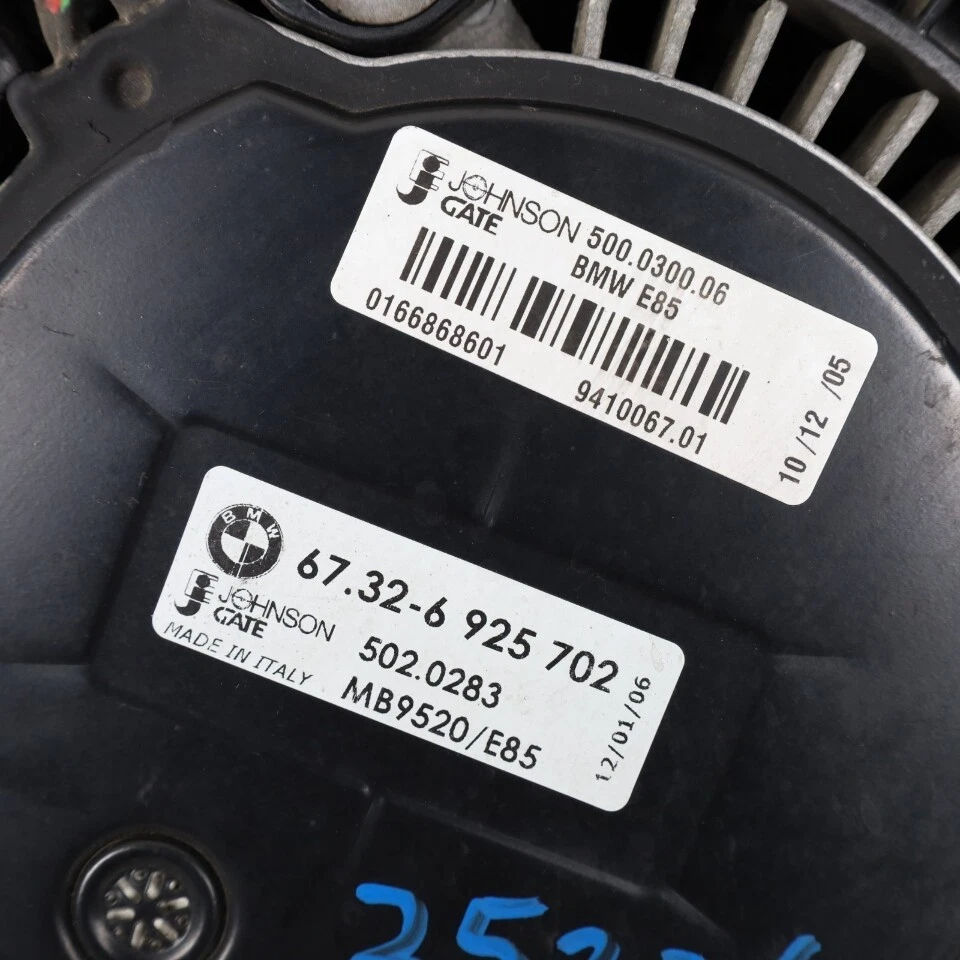 JOHNSON 500.0300.06
GATE
BMW E85
0166868601
9410067.01
10/12 /05
BMW
67.32-6 925 702
JOHNSON
GATE
502.0283
MADE IN ITALY
MB9520/E85
12/01/06